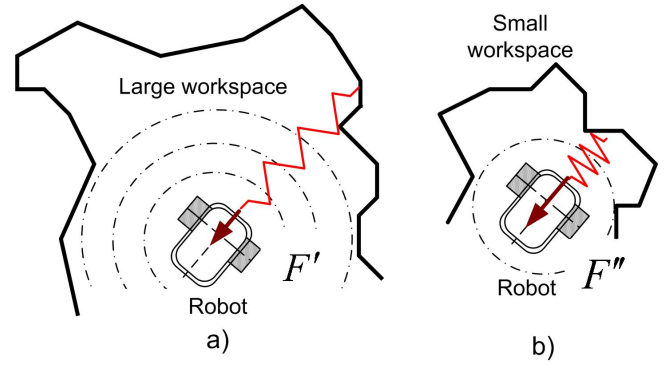 Large workspace
F′
Robot
a)
Small
workspace
F″
Robot
b)